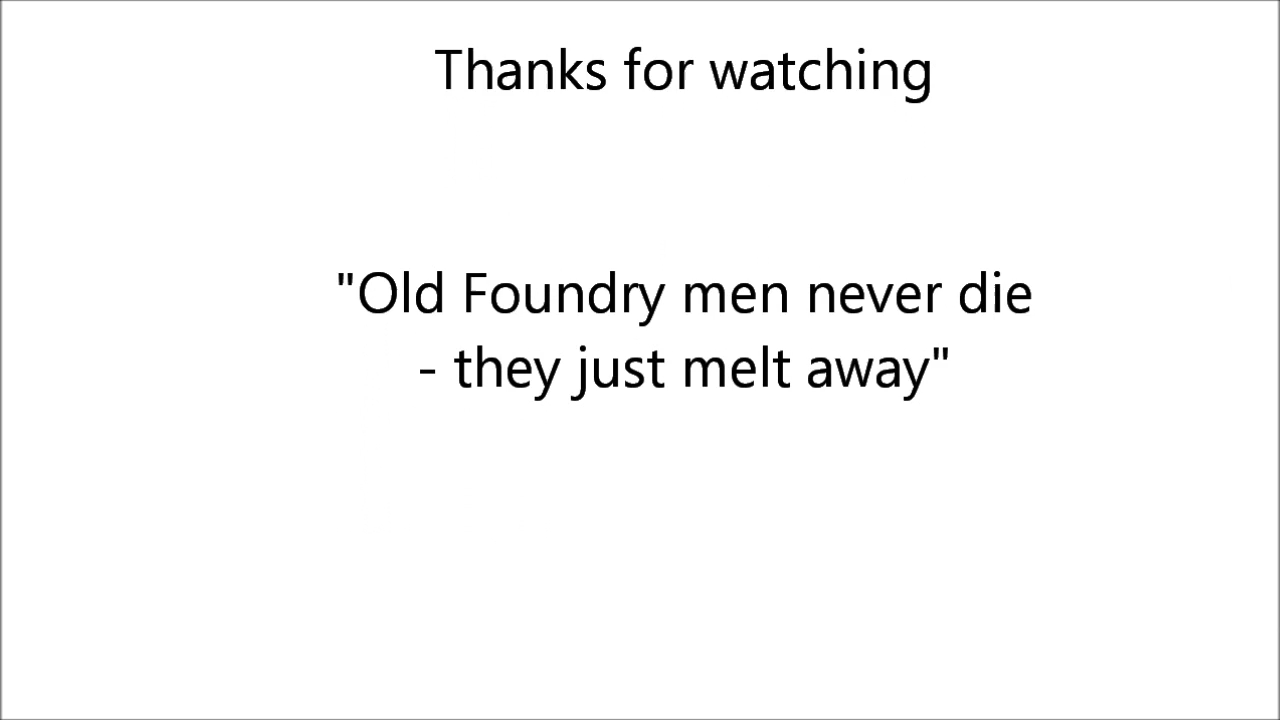 Thanks for watching
"Old Foundry men never die
- they just melt away"